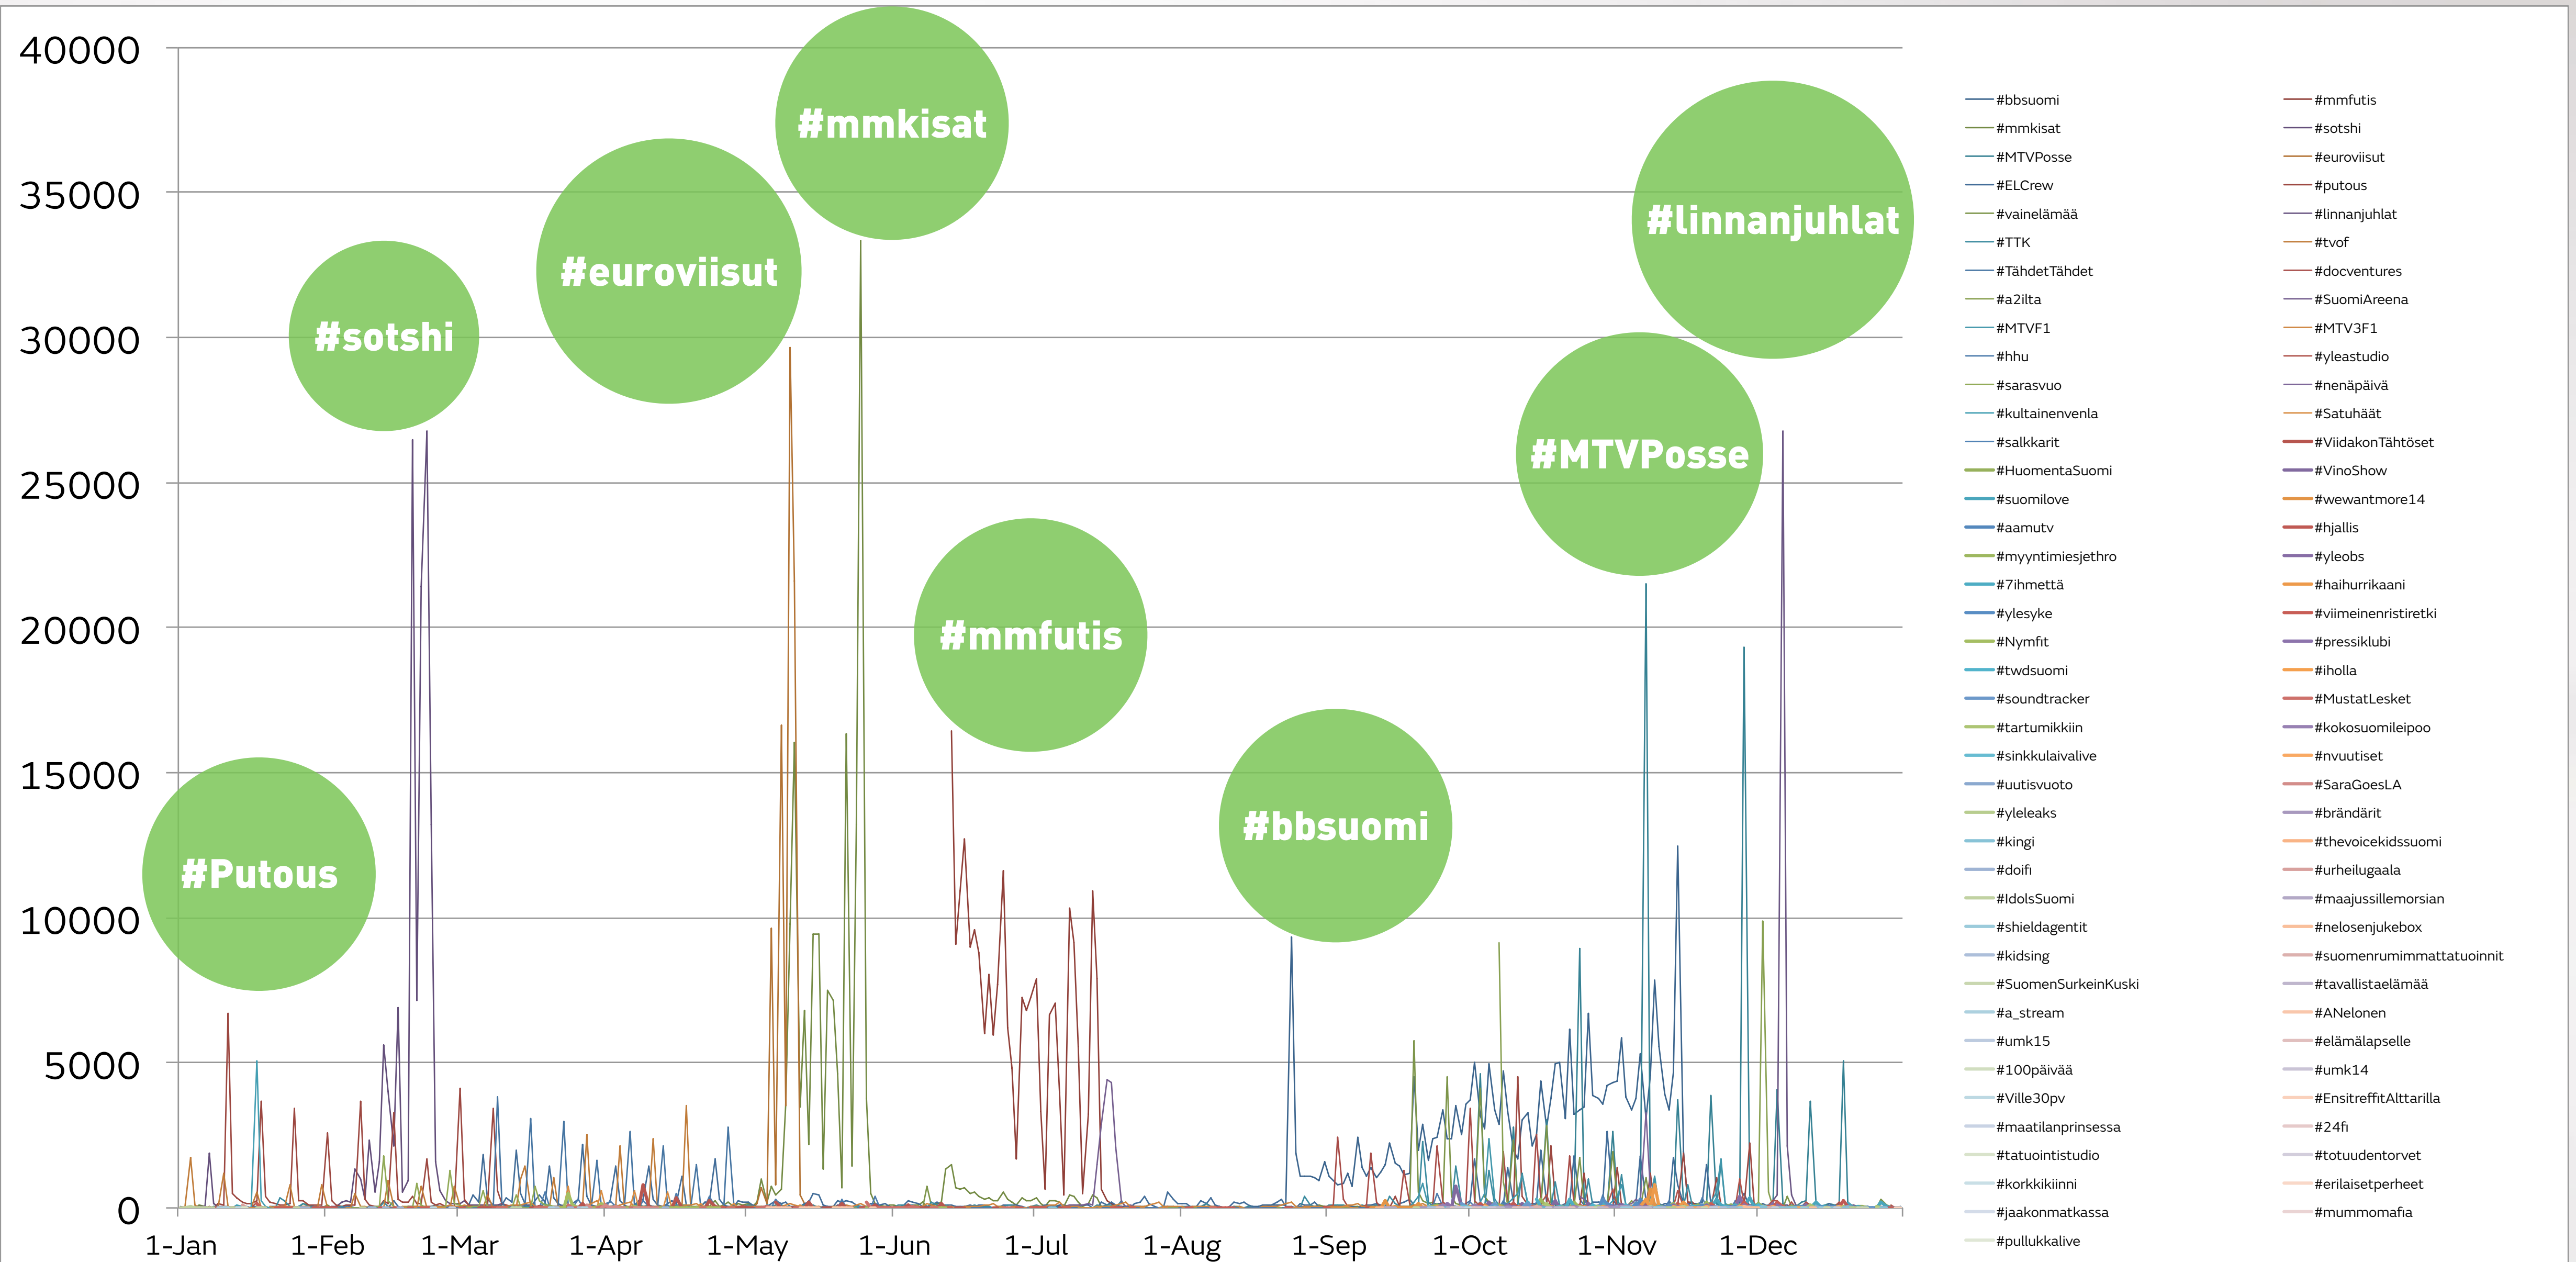 40000
35000
30000
25000
20000
15000
10000
5000
0
1-Jan 1-Feb 1-Mar 1-Apr 1-May 1-Jun 1-Jul 1-Aug 1-Sep 1-Oct 1-Nov 1-Dec
#Putous
#sotshi
#euroviisut
#mmkisat
#mmfutis
#bbsuomi
#MTVPosse
#linnanjuhlat
#bbsuomi #mmfutis
#mmkisat #sotshi
#MTVPosse #euroviisut
#ELCrew #putous
#vainelämää #linnanjuhlat
#TTK #tvof
#TähdetTähdet #docventures
#a2ilta #SuomiAreena
#MTVF1 #MTV3F1
#hhu #yleastudio
#sarasvuo #nenäpäivä
#kultainenvenla #Satuhäät
#salkkarit #ViidakonTähtöset
#HuomentaSuomi #VinoShow
#suomilove #wewantmore14
#aamutv #hjallis
#myyntimiesjethro #yleobs
#7ihmettä #haihurrikaani
#ylesyke #viimeinenristiretki
#Nymfit #pressiklubi
#twdsuomi #iholla
#soundtracker #MustatLesket
#tartumikkiin #kokosuomileipoo
#sinkkulaivalive #nvuutiset
#uutisvuoto #SaraGoesLA
#yleleaks #brändärit
#kingi #thevoicekidssuomi
#doifi #urheilugaala
#IdolsSuomi #maajussillemorsian
#shieldagentit #nelosenjukebox
#kidsing #suomenrumimmattatuoinnit
#SuomenSurkeinKuski #tavallistaelämää
#a_stream #ANelonen
#umk15 #elämälapselle
#100päivää #umk14
#Ville30pv #EnsitreffitAlttarilla
#maatilanprinsessa #24fi
#tatuointistudio #totuudentorvet
#korkkikiinni #erilaisetperheet
#jaakonmatkassa #mummomafia
#pullukkalive